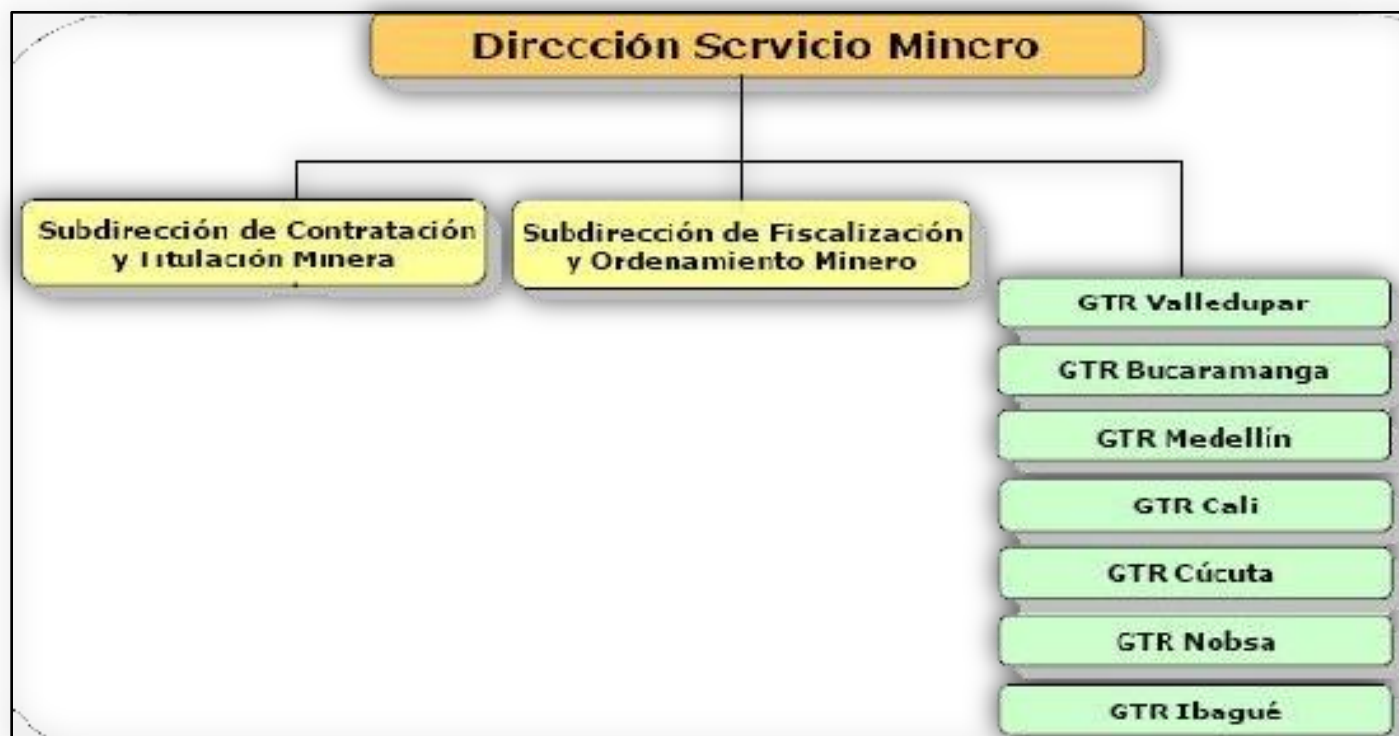 Dirección Servicio Minero
Subdirección de Contratación
y Titulación Minera
Subdirección de Fiscalización
y Ordenamiento Minero
GTR Valledupar
GTR Bucaramanga
GTR Medellín
GTR Cali
GTR Cúcuta
GTR Nobsa
GTR Ibagué